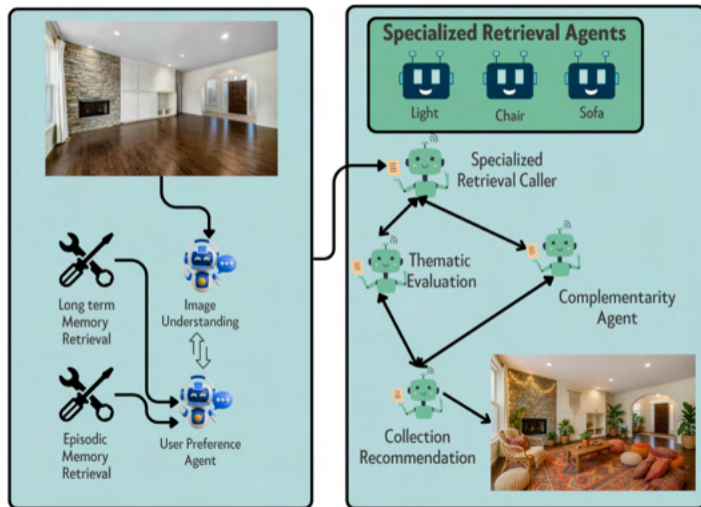 Long term
Memory
Retrieval
Image
Understanding
Episodic
Memory
Retrieval
User Preference
Agent
Specialized Retrieval Agents
Light
Chair
Sofa
Specialized
Retrieval Caller
Thematic
Evaluation
Complementarity
Agent
Collection
Recommendation